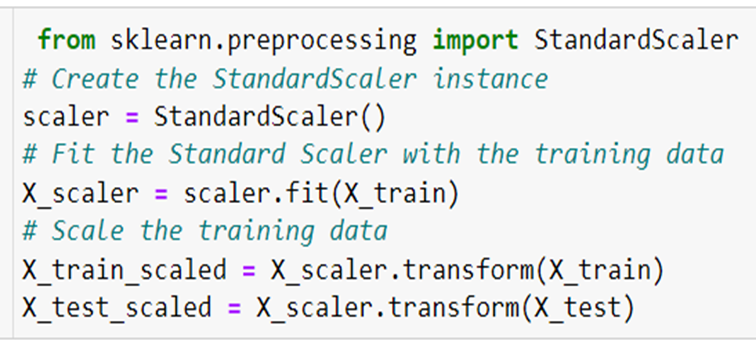 from sklearn.preprocessing import StandardScaler
# Create the StandardScaler instance
scaler = StandardScaler()
# Fit the Standard Scaler with the training data
X_scaler = scaler.fit(X_train)
# Scale the training data
X_train_scaled = X_scaler.transform(X_train)
X_test_scaled = X_scaler.transform(X_test)